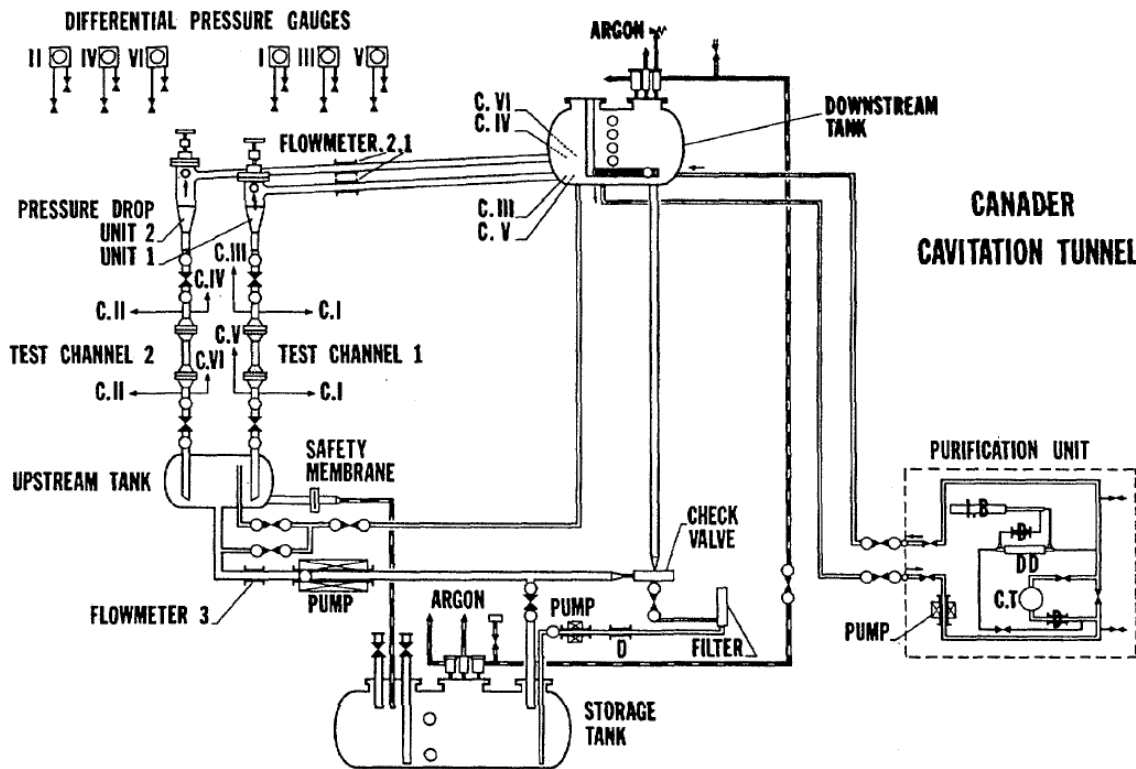 DIFFERENTIAL PRESSURE GAUGES
II IV VI I III V
ARGON
C. VI
C. IV
DOWNSTREAM
TANK
FLOWMETER.2.1
C. III
C. V
CANADER
CAVITATION TUNNEL
PRESSURE DROP
UNIT 2
UNIT 1
C.III
C.IV
C.II
C.I
C.V
TEST CHANNEL 2
TEST CHANNEL 1
C.VI
C.II
C.I
UPSTREAM TANK
SAFETY
MEMBRANE
PURIFICATION UNIT
I.B
D
DD
C.T
D
PUMP
CHECK
VALVE
PUMP
FLOWMETER 3
ARGON
PUMP
D
FILTER
STORAGE
TANK